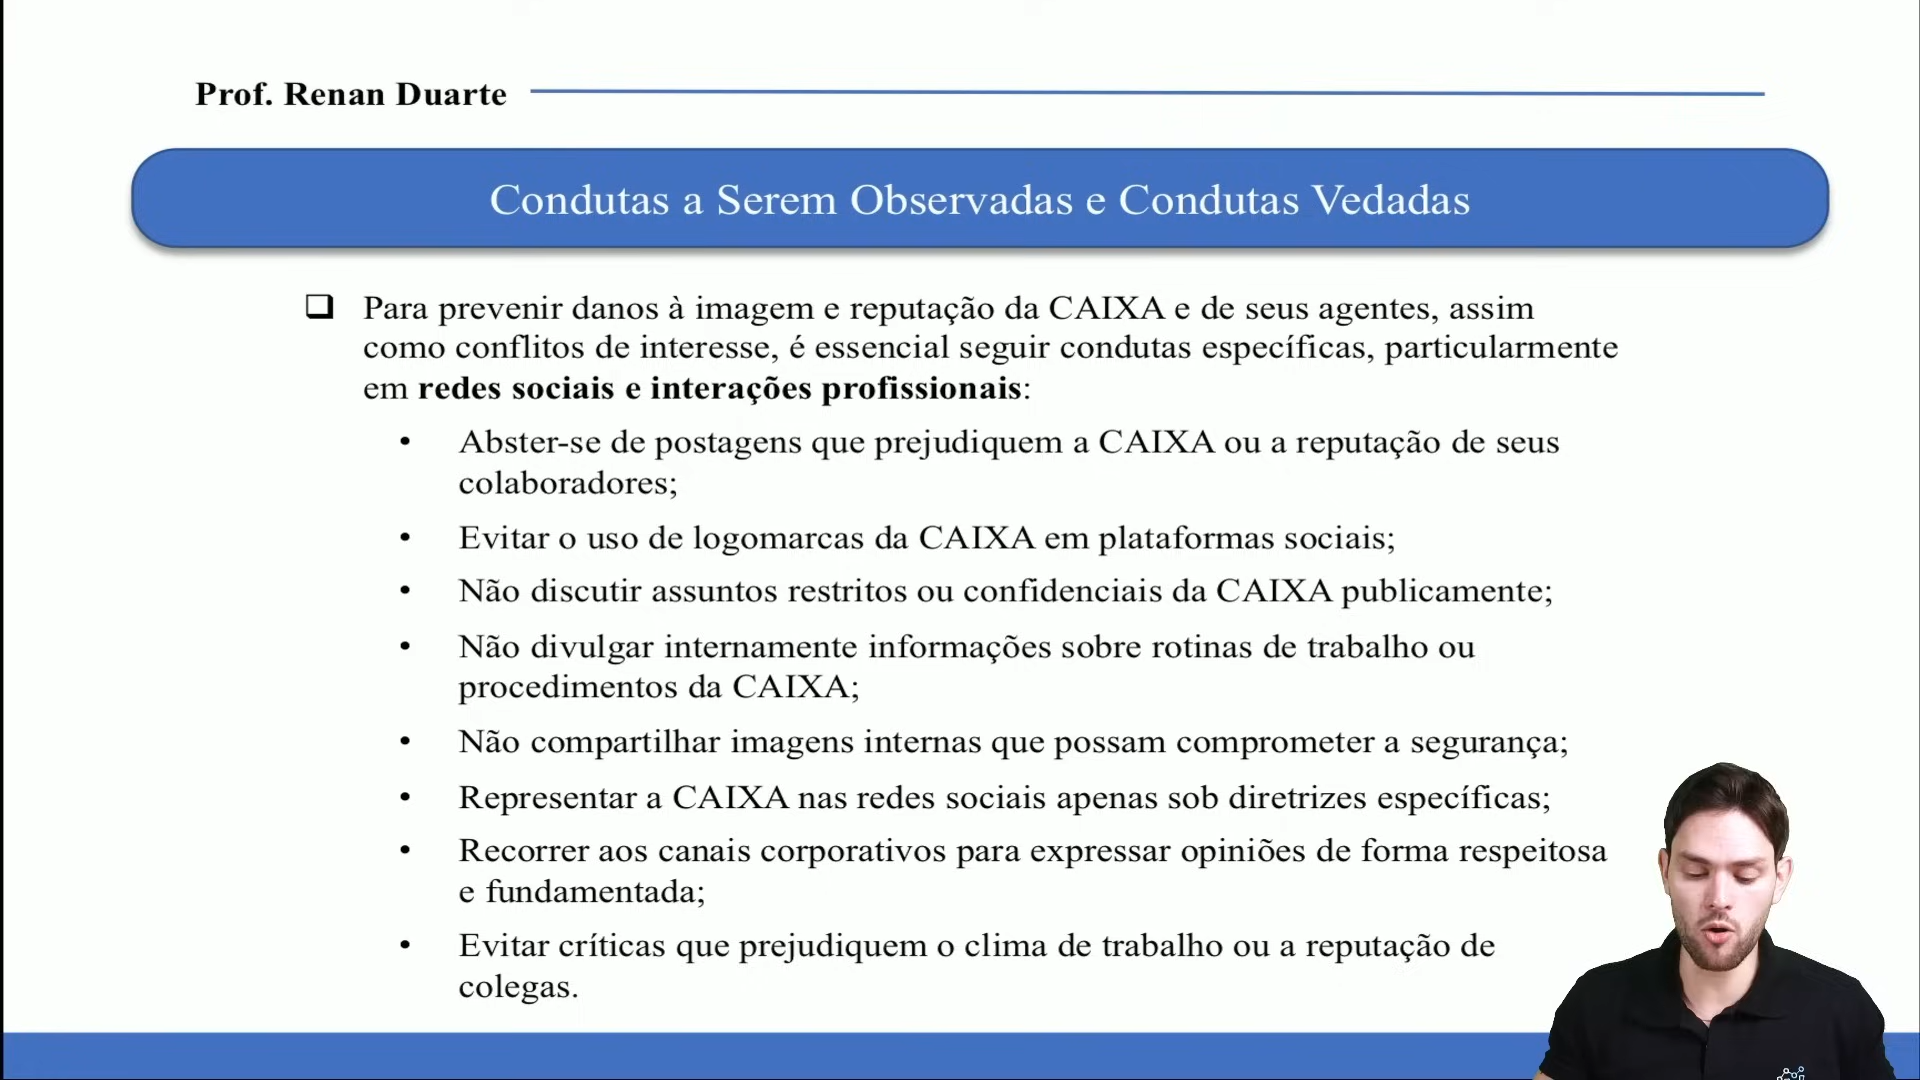 Prof. Renan Duarte
Condutas a Serem Observadas e Condutas Vedadas
Para prevenir danos à imagem e reputação da CAIXA e de seus agentes, assim
como conflitos de interesse, é essencial seguir condutas específicas, particularmente
em redes sociais e interações profissionais:
• Abster-se de postagens que prejudiquem a CAIXA ou a reputação de seus
colaboradores;
• Evitar o uso de logomarcas da CAIXA em plataformas sociais;
• Não discutir assuntos restritos ou confidenciais da CAIXA publicamente;
• Não divulgar internamente informações sobre rotinas de trabalho ou
procedimentos da CAIXA;
• Não compartilhar imagens internas que possam comprometer a segurança;
• Representar a CAIXA nas redes sociais apenas sob diretrizes específicas;
• Recorrer aos canais corporativos para expressar opiniões de forma respeitosa
e fundamentada;
• Evitar críticas que prejudiquem o clima de trabalho ou a reputação de
colegas.